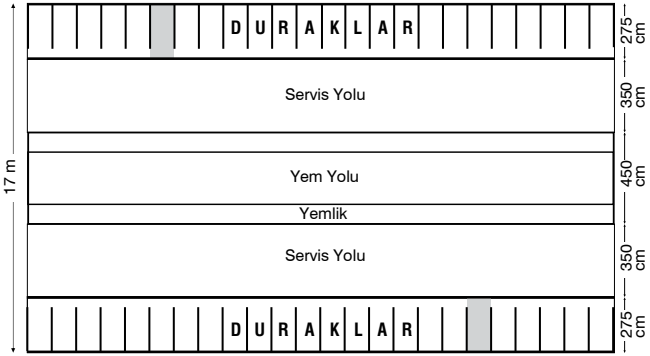 DURAKLAR
275 cm
Servis Yolu
350 cm
17 m
Yem Yolu
450 cm
Yemlik
Servis Yolu
350 cm
DURAKLAR
275 cm